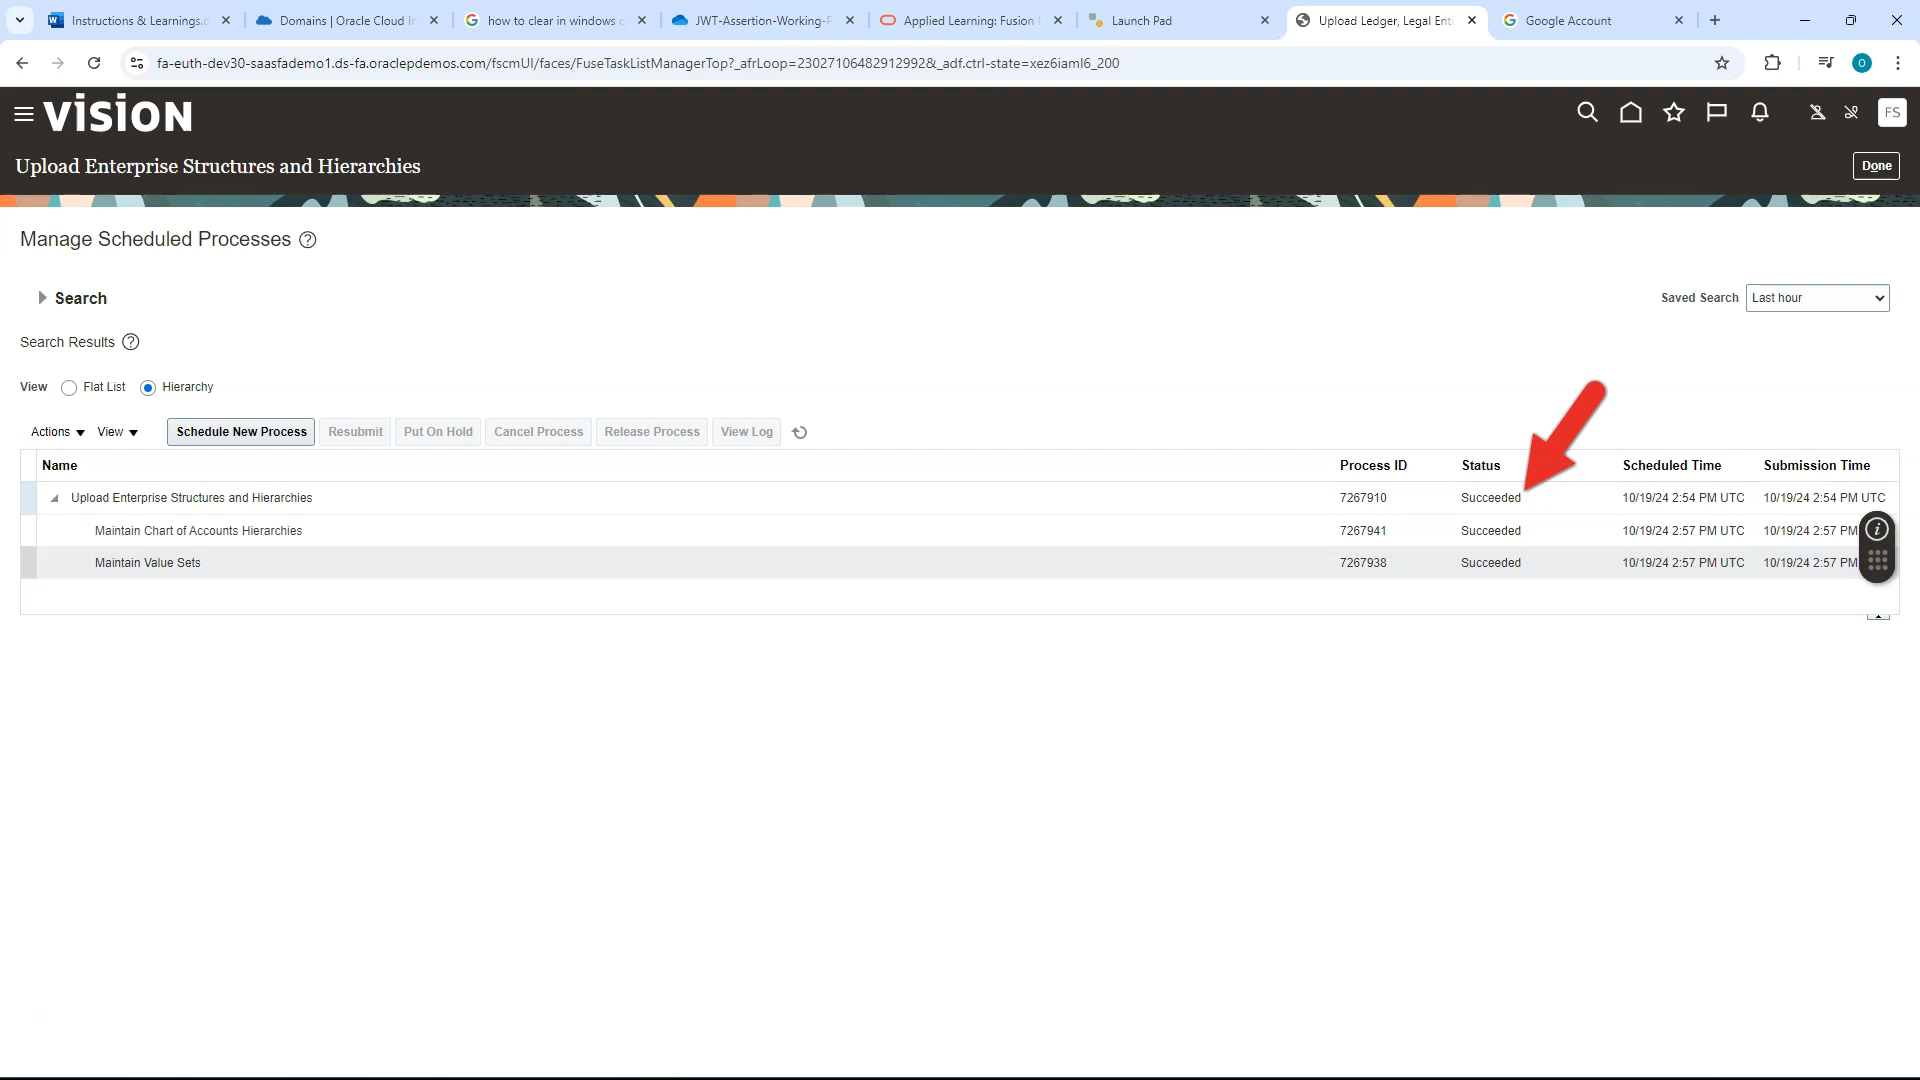 Instructions & Learnings.
Domains | Oracle Cloud Ir
how to clear in windows c
JWT-Assertion-Working-P
Applied Learning: Fusion
Launch Pad
Upload Ledger, Legal Enti
Google Account
fa-euth-dev30-saasfademo1.ds-fa.oraclepdemos.com/fscmUI/faces/FuseTaskListManagerTop?_afrLoop=23027106482912992&_adf.ctrl-state=xez6iaml6_200
O
VISION
FS
Upload Enterprise Structures and Hierarchies
Done
Manage Scheduled Processes ?
Search
Saved Search Last hour
Search Results ?
View Flat List Hierarchy
Actions View Schedule New Process Resubmit Put On Hold Cancel Process Release Process View Log
Name Process ID Status Scheduled Time Submission Time
Upload Enterprise Structures and Hierarchies 7267910 Succeeded 10/19/24 2:54 PM UTC 10/19/24 2:54 PM UTC
Maintain Chart of Accounts Hierarchies 7267941 Succeeded 10/19/24 2:57 PM UTC 10/19/24 2:57 PM
Maintain Value Sets 7267938 Succeeded 10/19/24 2:57 PM UTC 10/19/24 2:57 PM